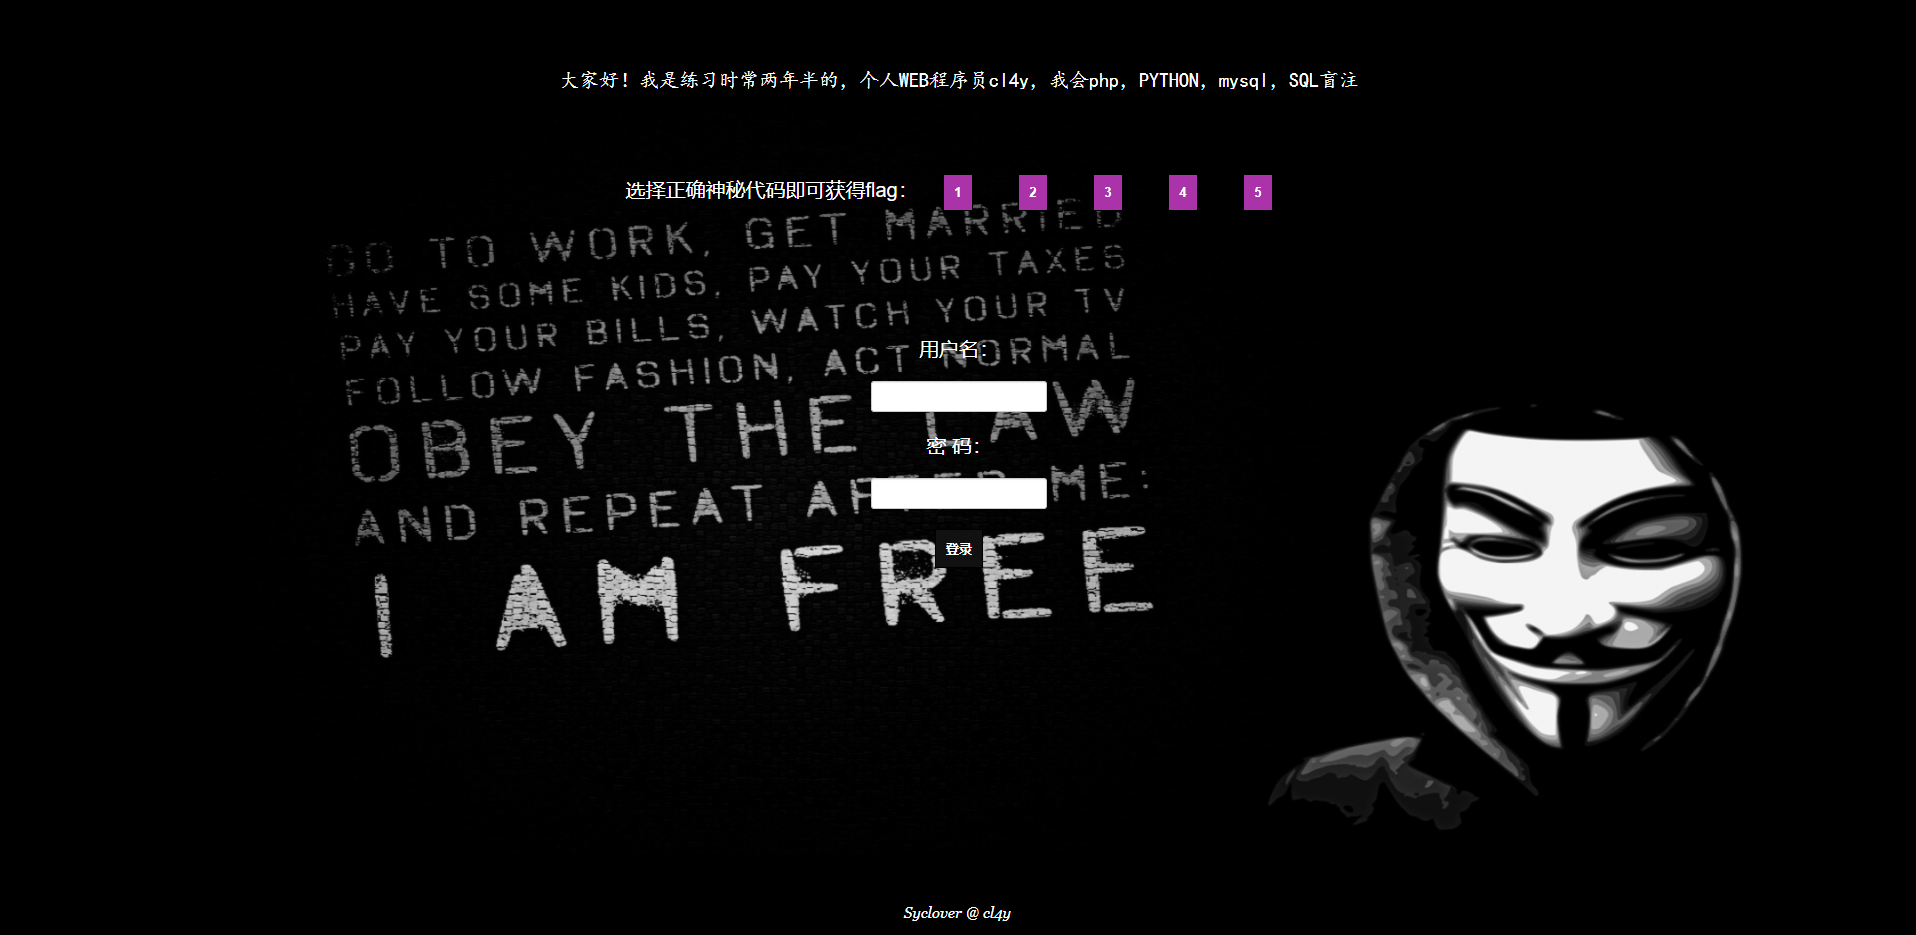 大家好！我是练习时常两年半的，个人WEB程序员cl4y，我会php，PYTHON，mysql，SQL盲注
选择正确神秘代码即可获得flag： 1 2 3 4 5
GO TO WORK, GET MARRIED
HAVE SOME KIDS, PAY YOUR TAXES
PAY YOUR BILLS, WATCH YOUR TV
用户名：
FOLLOW FASHION, ACT NORMAL
OBEY THE LAW
密 码：
AND REPEAT AFTER ME:
登录
I AM FREE
Syclover @ cl4y